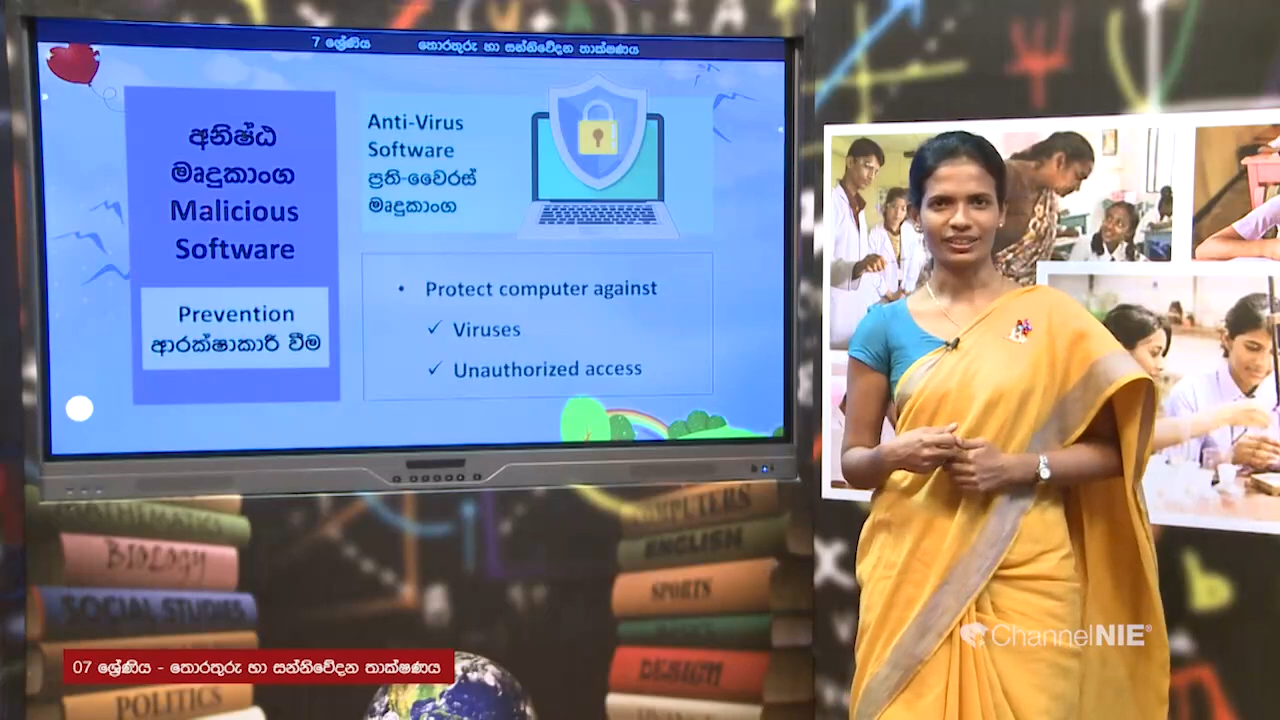 7 ශ්‍රේණිය තොරතුරු හා සන්නිවේදන තාක්ෂණය
අනිෂ්ඨ
මෘදුකාංග
Malicious
Software
Prevention
ආරක්ෂාකාරී වීම
Anti-Virus
Software
ප්‍රති-වෛරස්
මෘදුකාංග
• Protect computer against
✓ Viruses
✓ Unauthorized access
MATHEMATICS
BIOLOGY
SOCIAL STUDIES
POLITICS
COMPUTERS
ENGLISH
SPORTS
DESIGN
ChannelNIE®
07 ශ්‍රේණිය - තොරතුරු හා සන්නිවේදන තාක්ෂණය